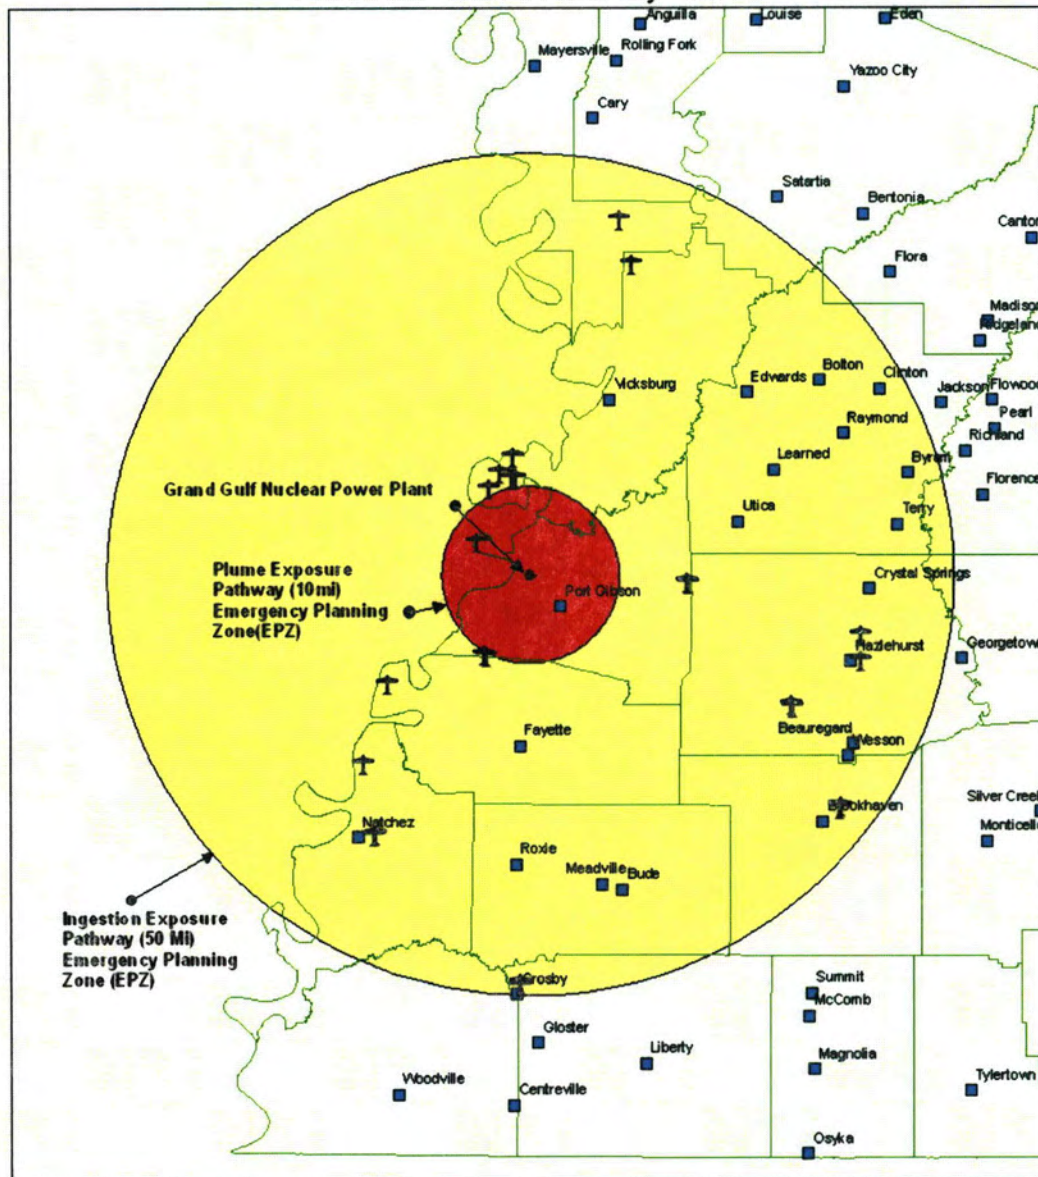 Anguilla
Louise
Eden
Mayersville
Rolling Fork
Yazoo City
Cary
Satartia
Bentonia
Canton
Flora
Madison
Ridgeland
Vicksburg
Edwards
Bolton
Clinton
Jackson
Flowood
Pearl
Raymond
Richland
Learned
Byram
Grand Gulf Nuclear Power Plant
Florence
Utica
Terry
Plume Exposure
Pathway (10mi)
Emergency Planning
Zone(EPZ)
Port Gibson
Crystal Springs
Hazlehurst
Georgetown
Fayette
Beauregard
Wesson
Natchez
Brookhaven
Silver Creek
Monticello
Roxie
Meadville
Bude
Ingestion Exposure
Pathway (50 Mi)
Emergency Planning
Zone (EPZ)
Crosby
Summit
McComb
Gloster
Liberty
Magnolia
Woodville
Centreville
Tylertown
Osyka